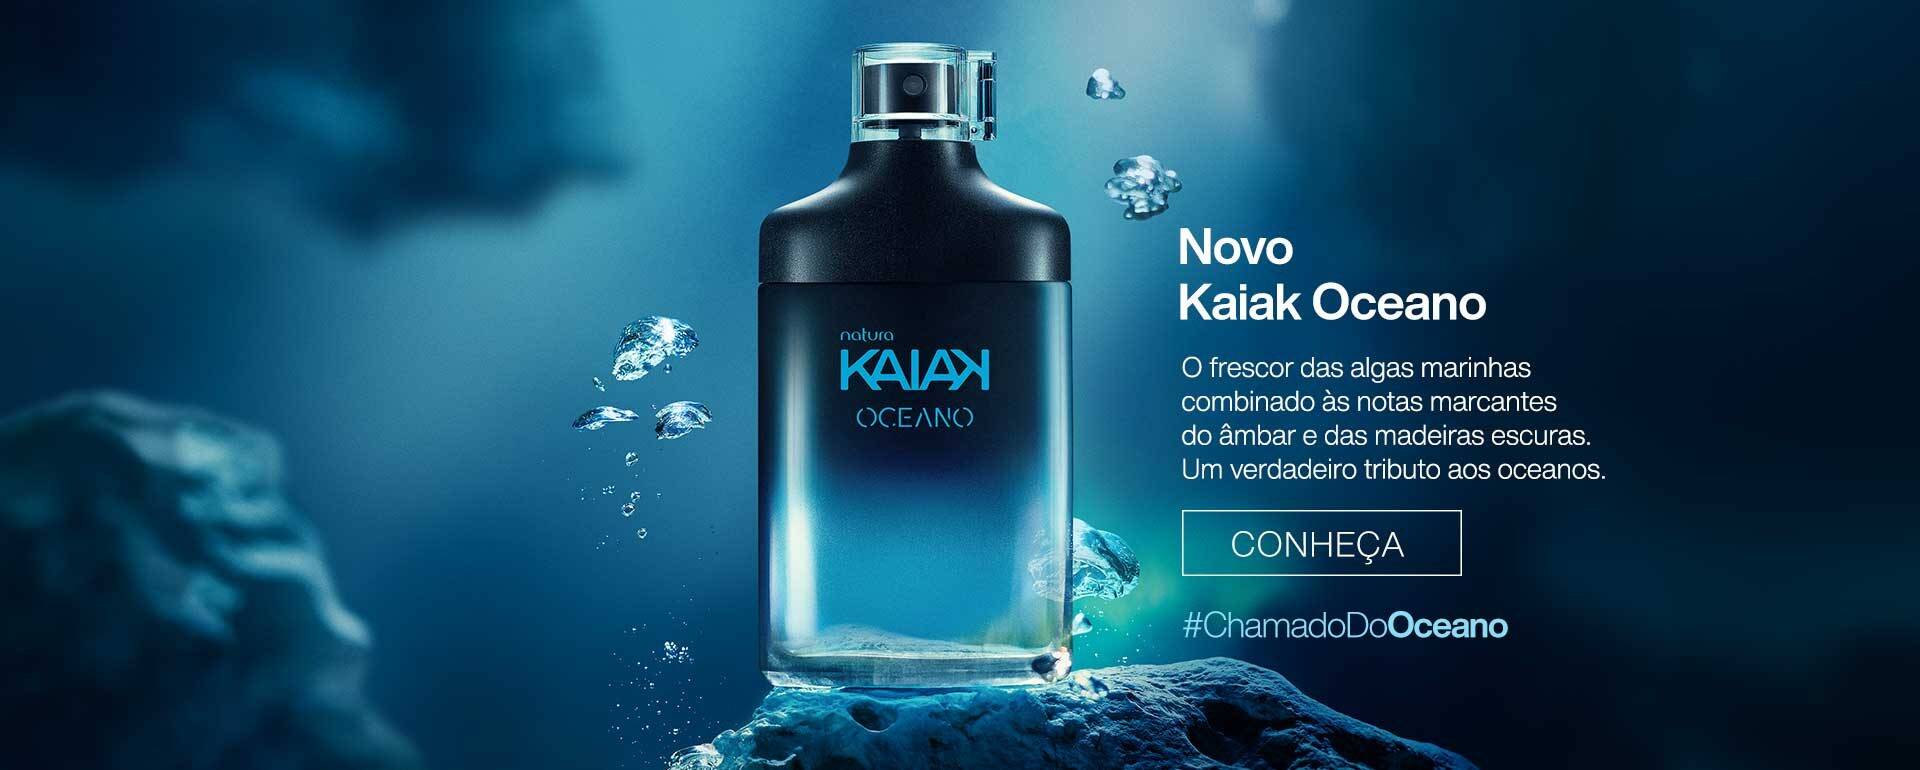 natura
KAIAK
OCEANO
Novo
Kaiak Oceano
O frescor das algas marinhas
combinado às notas marcantes
do âmbar e das madeiras escuras.
Um verdadeiro tributo aos oceanos.
CONHEÇA
#ChamadoDoOceano